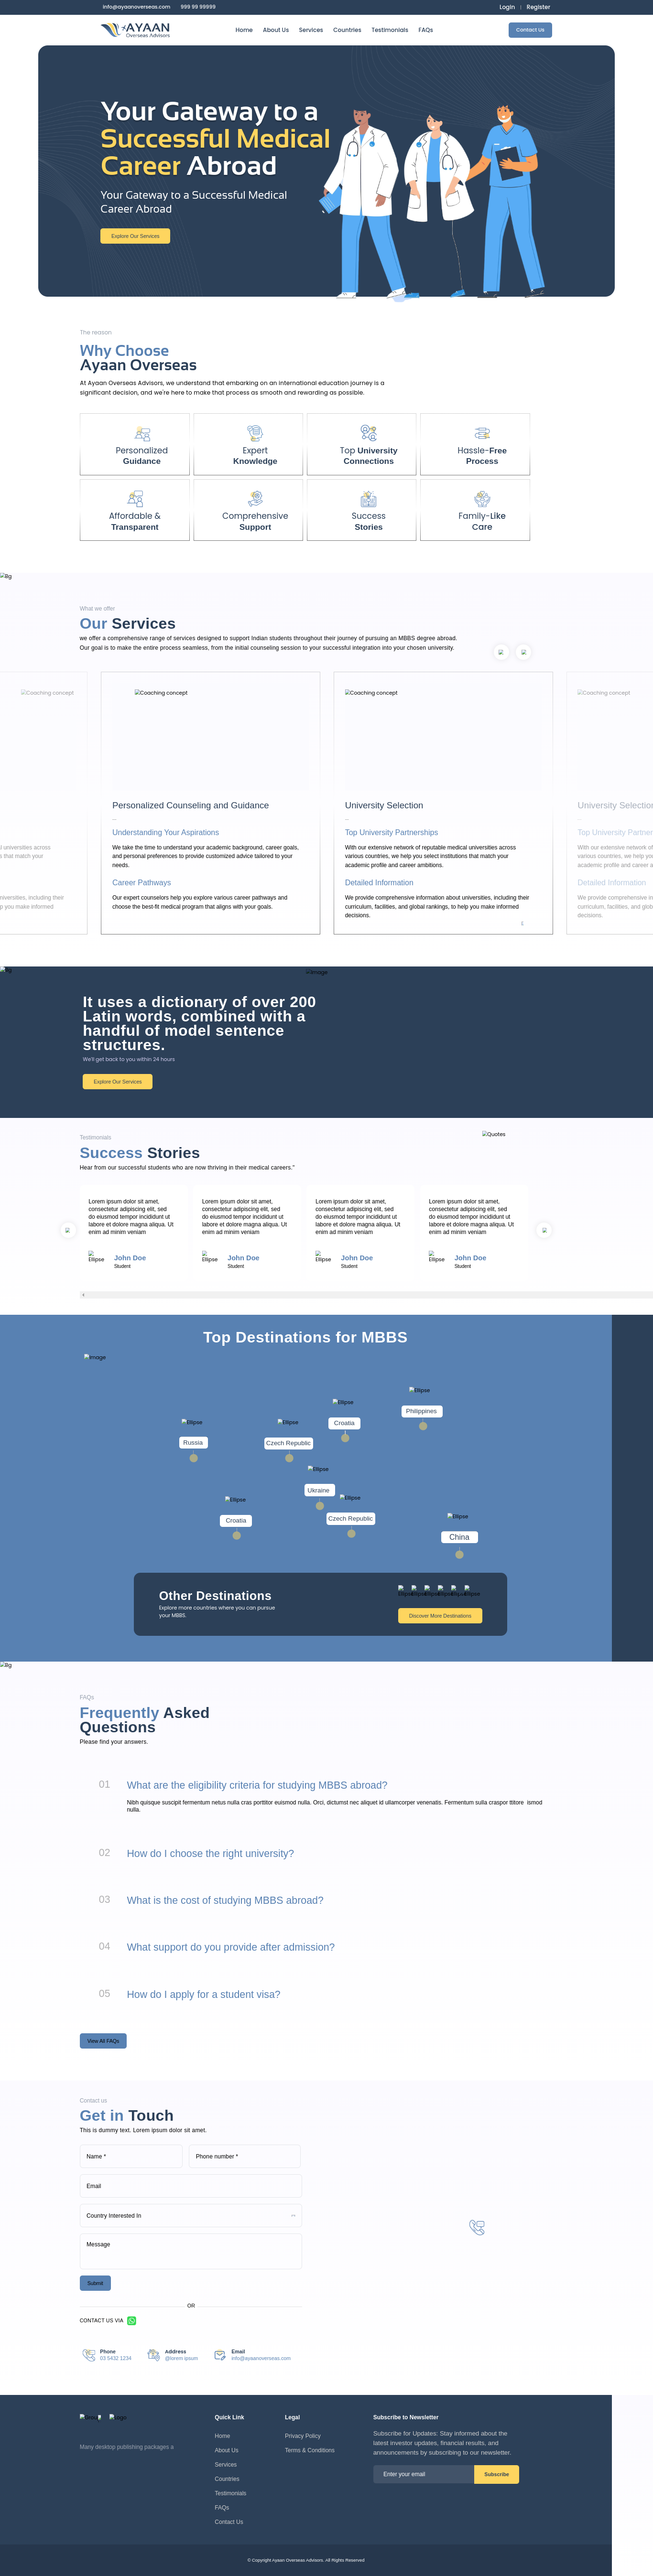 info@ayaanoverseas.com 999 99 99999 Login | Register
AYAAN
Overseas Advisors
Home About Us Services Countries Testimonials FAQs Contact Us
Your Gateway to a
Successful Medical
Career Abroad
Your Gateway to a Successful Medical
Career Abroad
Explore Our Services
The reason
Why Choose
Ayaan Overseas
At Ayaan Overseas Advisors, we understand that embarking on an international education journey is a
significant decision, and we're here to make that process as smooth and rewarding as possible.
Personalized
Guidance
Expert
Knowledge
Top University
Connections
Hassle-Free
Process
Affordable &
Transparent
Comprehensive
Support
Success
Stories
Family-Like
Care
Bg
What we offer
Our Services
we offer a comprehensive range of services designed to support Indian students throughout their journey of pursuing an MBBS degree abroad.
Our goal is to make the entire process seamless, from the initial counseling session to your successful integration into your chosen university.
Coaching concept
l universities across
s that match your
niversities, including their
p you make informed
Coaching concept
Personalized Counseling and Guidance
Understanding Your Aspirations
We take the time to understand your academic background, career goals,
and personal preferences to provide customized advice tailored to your
needs.
Career Pathways
Our expert counselors help you explore various career pathways and
choose the best-fit medical program that aligns with your goals.
Coaching concept
University Selection
Top University Partnerships
With our extensive network of reputable medical universities across
various countries, we help you select institutions that match your
academic profile and career ambitions.
Detailed Information
We provide comprehensive information about universities, including their
curriculum, facilities, and global rankings, to help you make informed
decisions.
Coaching concept
University Selection
Top University Partner
With our extensive network of
various countries, we help you
academic profile and career a
Detailed Information
We provide comprehensive in
curriculum, facilities, and glob
decisions.
Bg
Image
It uses a dictionary of over 200
Latin words, combined with a
handful of model sentence
structures.
We'll get back to you within 24 hours
Explore Our Services
Testimonials
Quotes
Success Stories
Hear from our successful students who are now thriving in their medical careers."
Lorem ipsum dolor sit amet,
consectetur adipisicing elit, sed
do eiusmod tempor incididunt ut
labore et dolore magna aliqua. Ut
enim ad minim veniam
Ellipse
John Doe
Student
Lorem ipsum dolor sit amet,
consectetur adipisicing elit, sed
do eiusmod tempor incididunt ut
labore et dolore magna aliqua. Ut
enim ad minim veniam
Ellipse
John Doe
Student
Lorem ipsum dolor sit amet,
consectetur adipisicing elit, sed
do eiusmod tempor incididunt ut
labore et dolore magna aliqua. Ut
enim ad minim veniam
Ellipse
John Doe
Student
Lorem ipsum dolor sit amet,
consectetur adipisicing elit, sed
do eiusmod tempor incididunt ut
labore et dolore magna aliqua. Ut
enim ad minim veniam
Ellipse
John Doe
Student
Top Destinations for MBBS
Image
Ellipse
Philippines
Ellipse
Croatia
Ellipse
Russia
Ellipse
Czech Republic
Ellipse
Ukraine
Ellipse
Czech Republic
Ellipse
Croatia
Ellipse
China
Other Destinations
Explore more countries where you can pursue
your MBBS.
Ellipse
Discover More Destinations
Bg
FAQs
Frequently Asked
Questions
Please find your answers.
01 What are the eligibility criteria for studying MBBS abroad?
Nibh quisque suscipit fermentum netus nulla cras porttitor euismod nulla. Orci, dictumst nec aliquet id ullamcorper venenatis. Fermentum sulla craspor ttitore ismod
nulla.
02 How do I choose the right university?
03 What is the cost of studying MBBS abroad?
04 What support do you provide after admission?
05 How do I apply for a student visa?
View All FAQs
Contact us
Get in Touch
This is dummy text. Lorem ipsum dolor sit amet.
Name * Phone number *
Email
Country Interested In
Message
Submit
OR
CONTACT US VIA
Phone
03 5432 1234
Address
@lorem ipsum
Email
info@ayaanoverseas.com
Logo
Many desktop publishing packages a
Quick Link
Home
About Us
Services
Countries
Testimonials
FAQs
Contact Us
Legal
Privacy Policy
Terms & Conditions
Subscribe to Newsletter
Subscribe for Updates: Stay informed about the
latest investor updates, financial results, and
announcements by subscribing to our newsletter.
Enter your email Subscribe
© Copyright Ayaan Overseas Advisors. All Rights Reserved